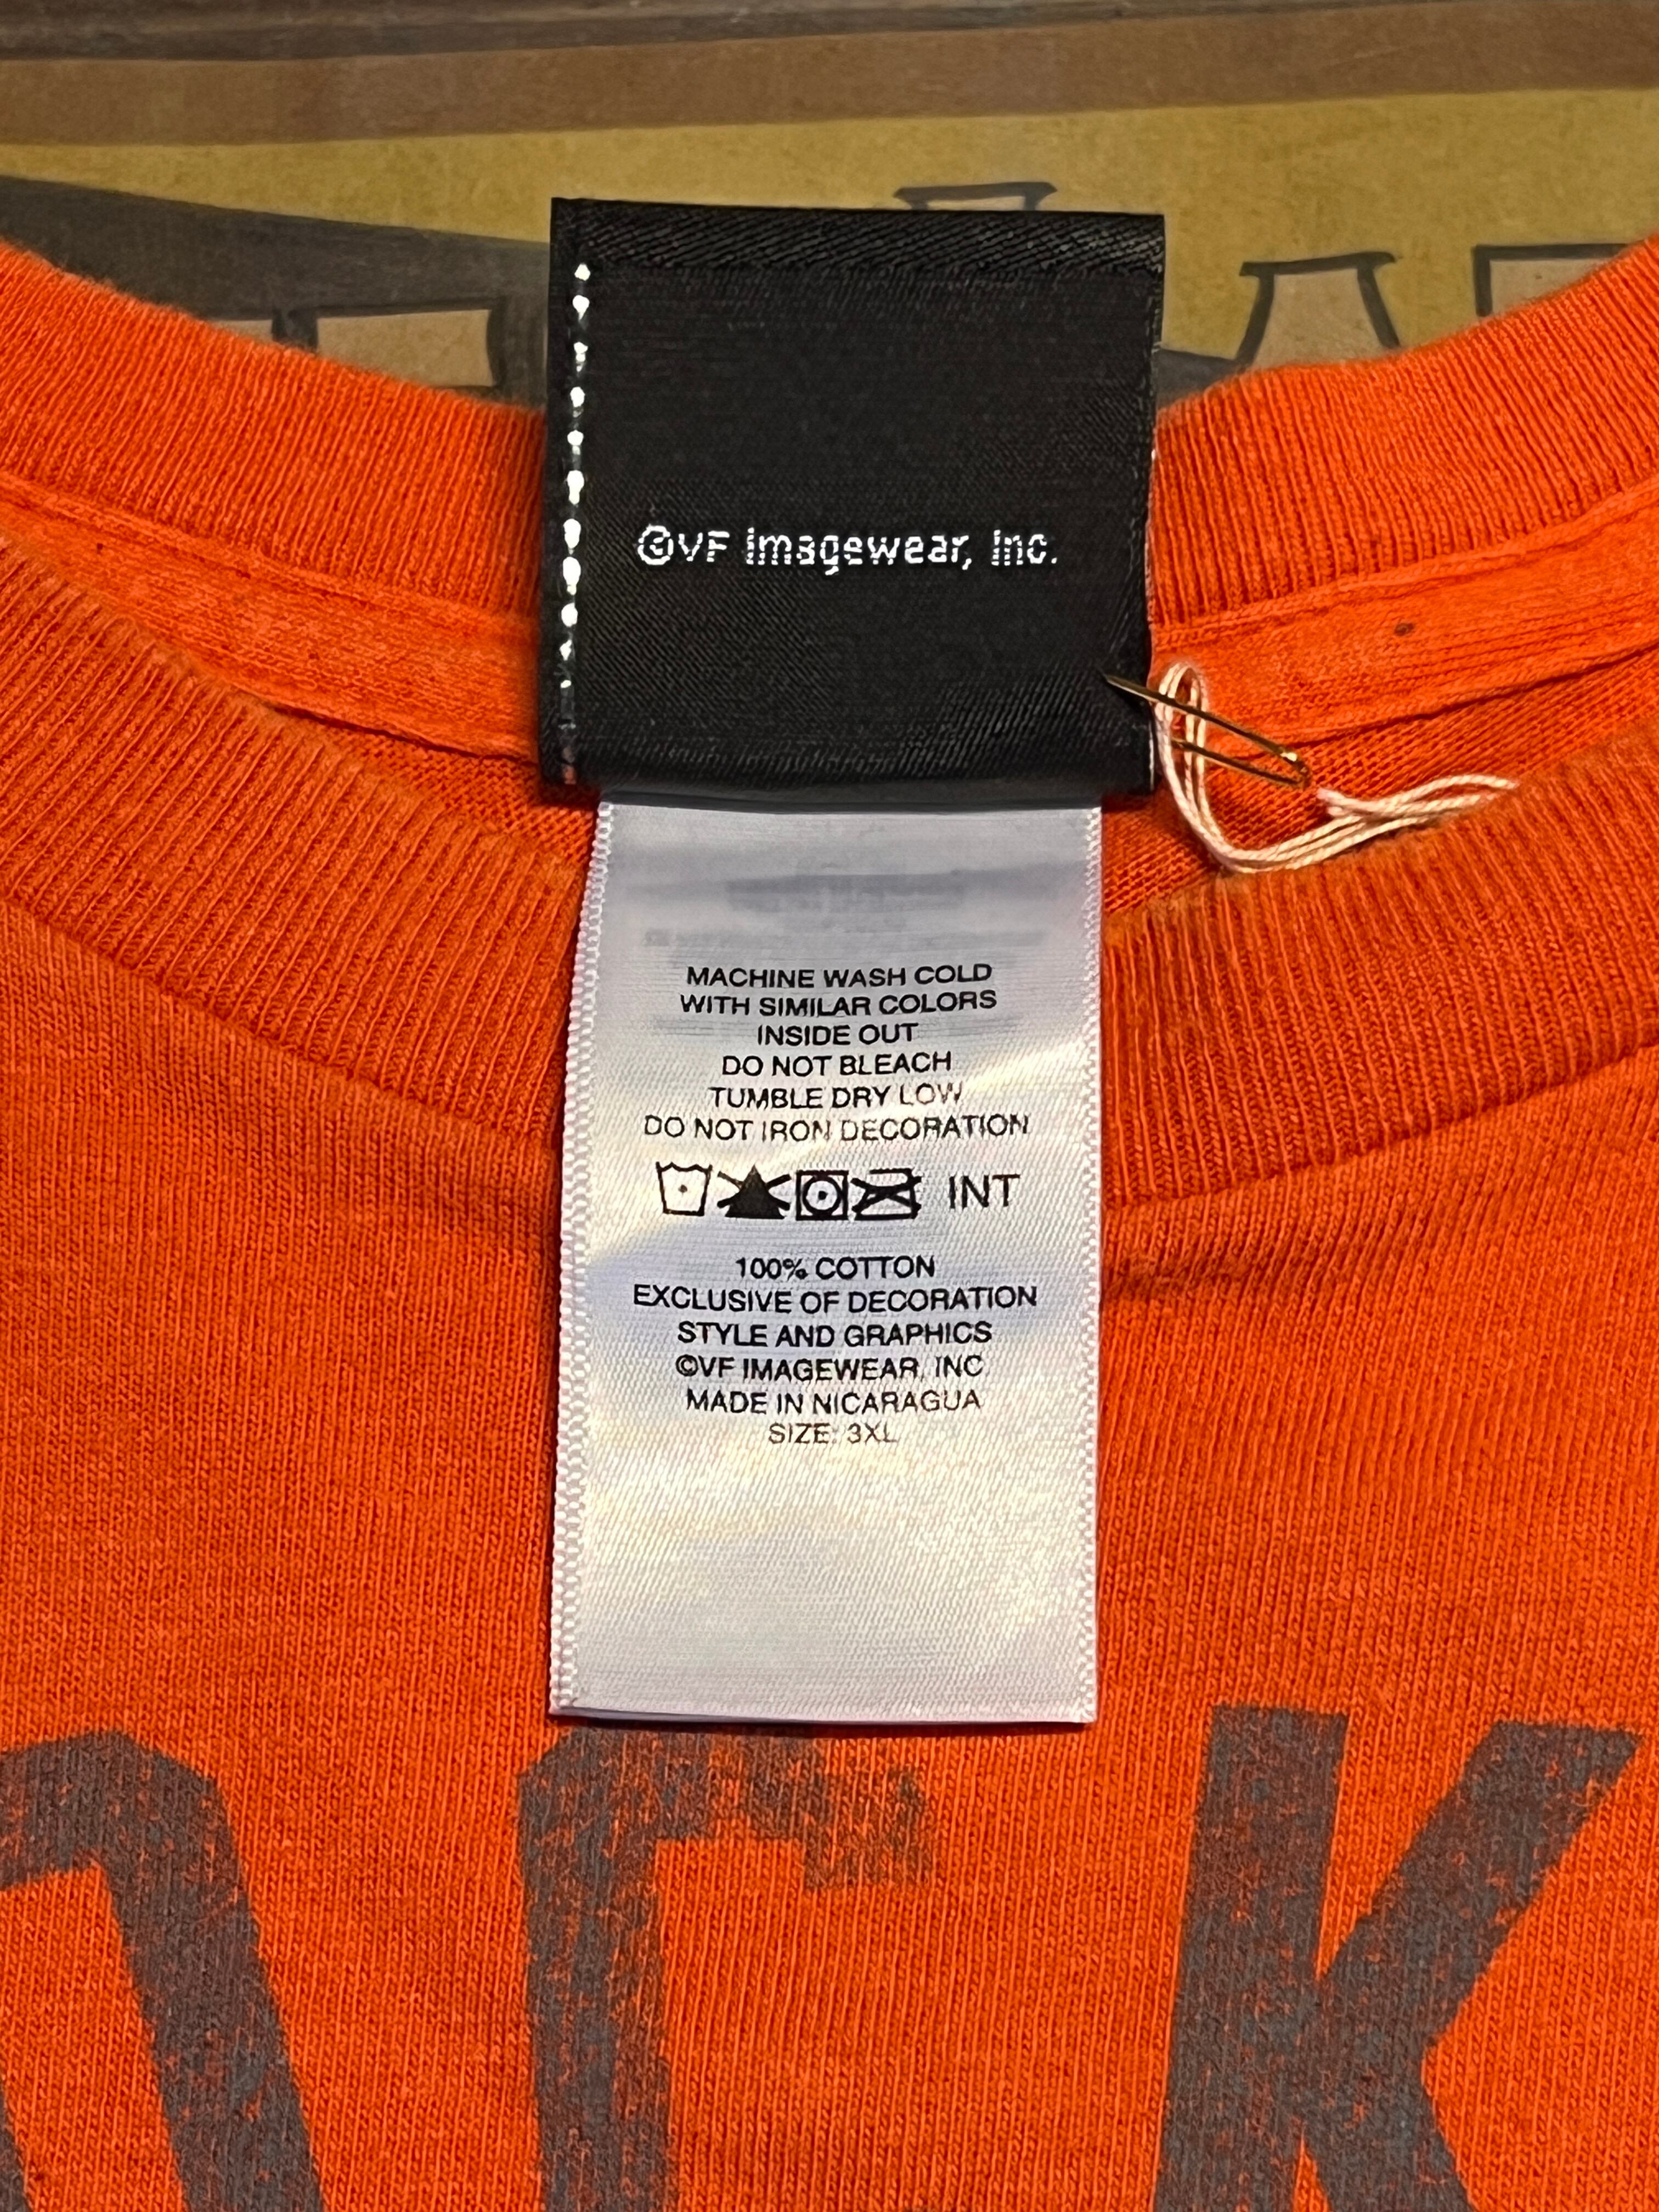 ©VF Imagewear, Inc.
MACHINE WASH COLD
WITH SIMILAR COLORS
INSIDE OUT
DO NOT BLEACH
TUMBLE DRY LOW
DO NOT IRON DECORATION
INT
100% COTTON
EXCLUSIVE OF DECORATION
STYLE AND GRAPHICS
©VF IMAGEWEAR, INC
MADE IN NICARAGUA
SIZE: 3XL